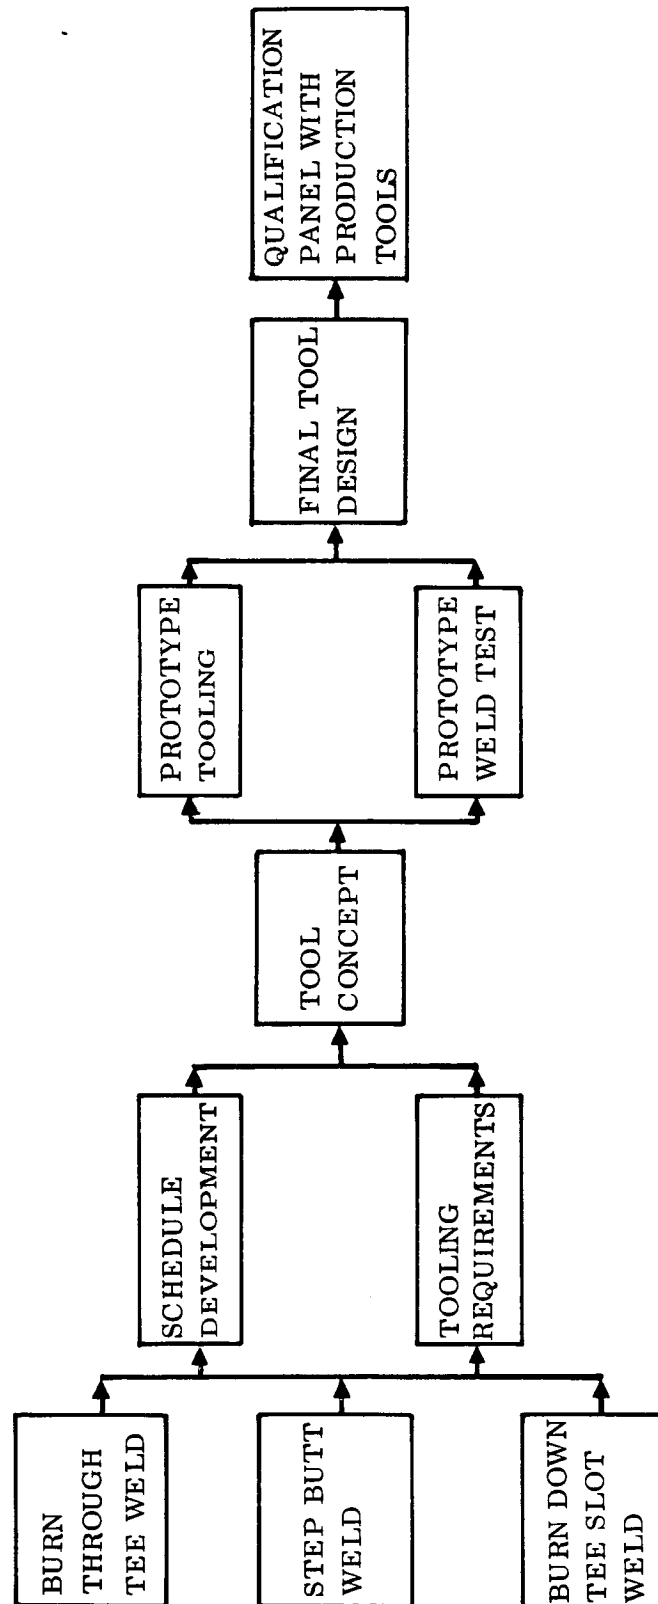 BURN
THROUGH
TEE WELD
STEP BUTT
WELD
BURN DOWN
TEE SLOT
WELD
SCHEDULE
DEVELOPMENT
TOOLING
REQUIREMENTS
TOOL
CONCEPT
PROTOTYPE
TOOLING
PROTOTYPE
WELD TEST
FINAL TOOL
DESIGN
QUALIFICATION
PANEL WITH
PRODUCTION
TOOLS